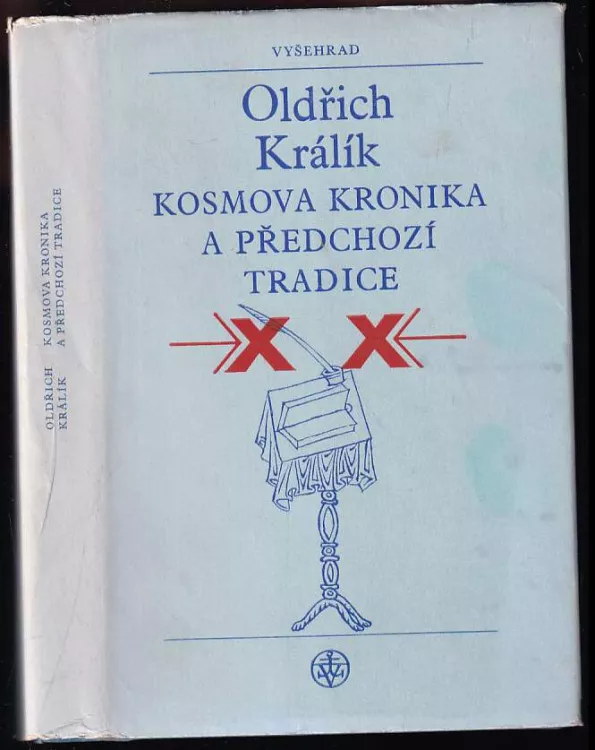 VYŠEHRAD
Oldřich
Králík
KOSMOVA KRONIKA
A PŘEDCHOZÍ
TRADICE
X X
OLDŘICH
KRÁLÍK
KOSMOVA KRONIKA
A PŘEDCHOZÍ TRADICE